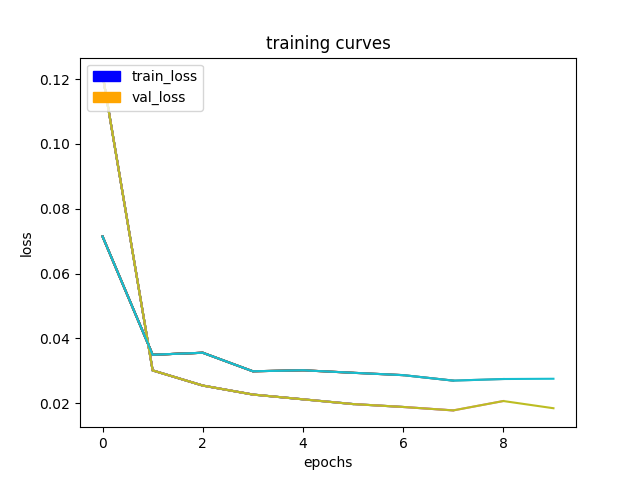 training curves
train_loss
val_loss
0.12
0.10
0.08
0.06
0.04
0.02
loss
0 2 4 6 8
epochs